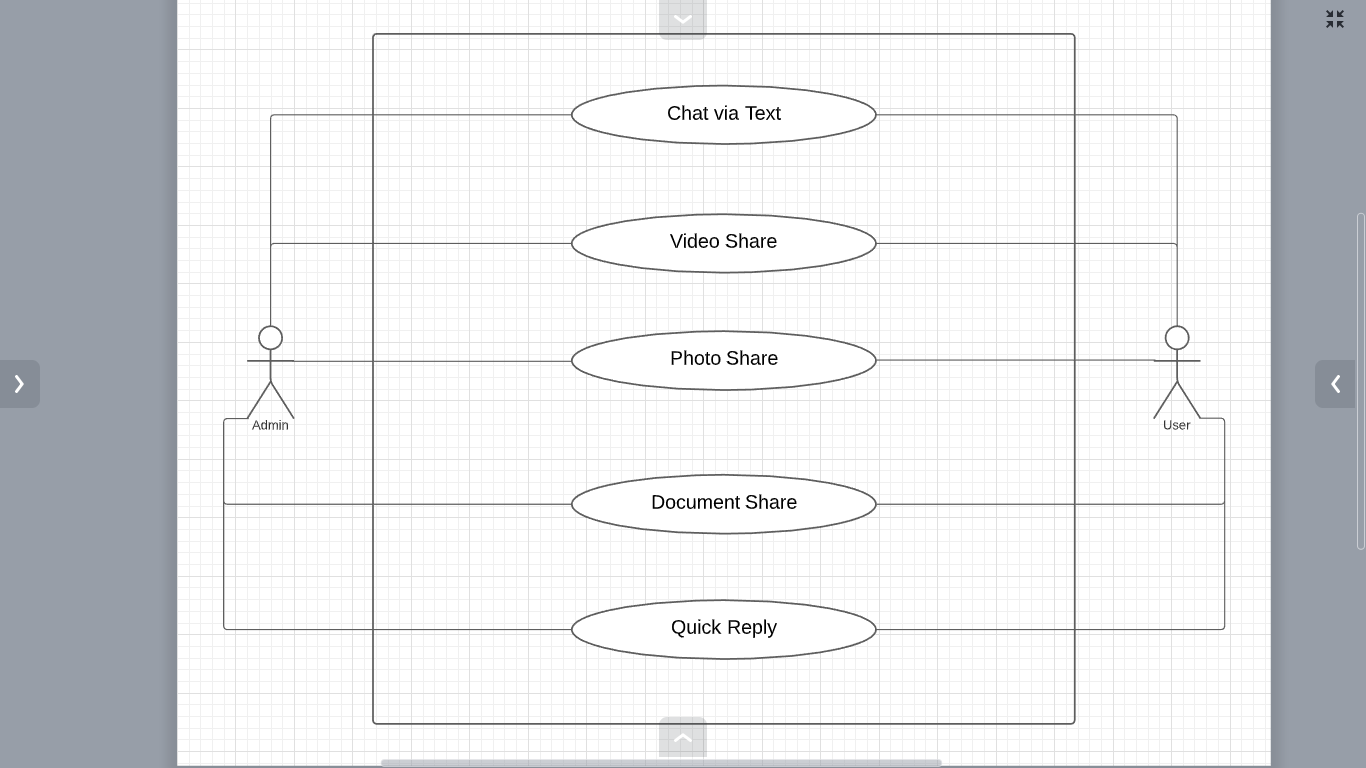 Chat via Text
Video Share
Photo Share
Admin
User
Document Share
Quick Reply